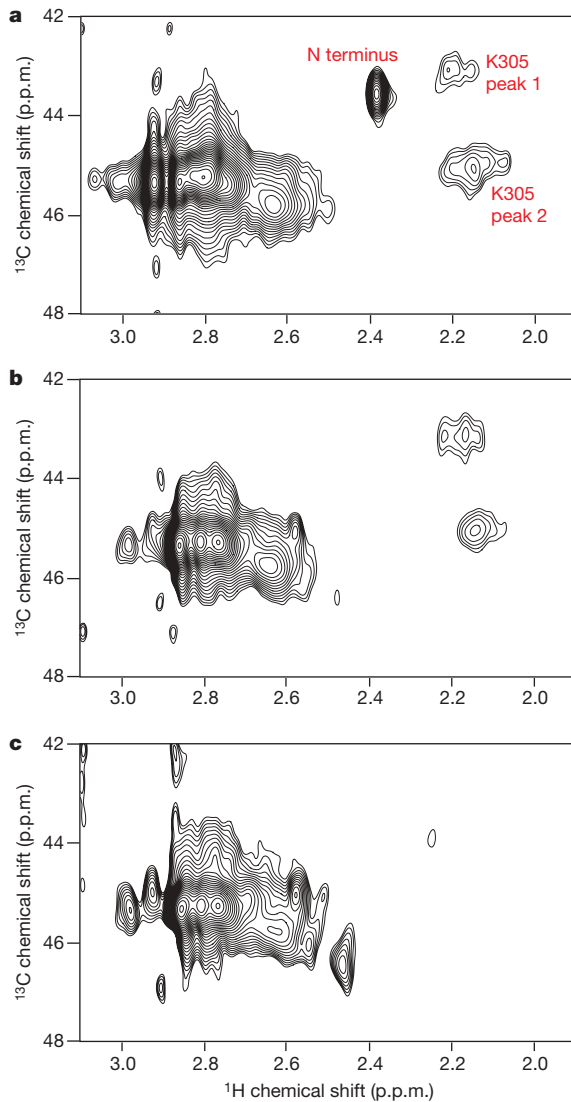 a
42
44
46
48
¹³C chemical shift (p.p.m.)
N terminus
K305
peak 1
K305
peak 2
3.0 2.8 2.6 2.4 2.2 2.0
b
42
44
46
48
¹³C chemical shift (p.p.m.)
3.0 2.8 2.6 2.4 2.2 2.0
c
42
44
46
48
¹³C chemical shift (p.p.m.)
3.0 2.8 2.6 2.4 2.2 2.0
¹H chemical shift (p.p.m.)